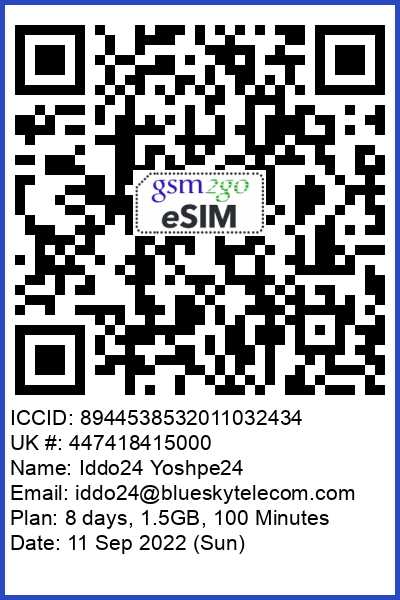 gsm2go
eSIM
ICCID: 8944538532011032434
UK #: 447418415000
Name: Iddo24 Yoshpe24
Email: iddo24@blueskytelecom.com
Plan: 8 days, 1.5GB, 100 Minutes
Date: 11 Sep 2022 (Sun)